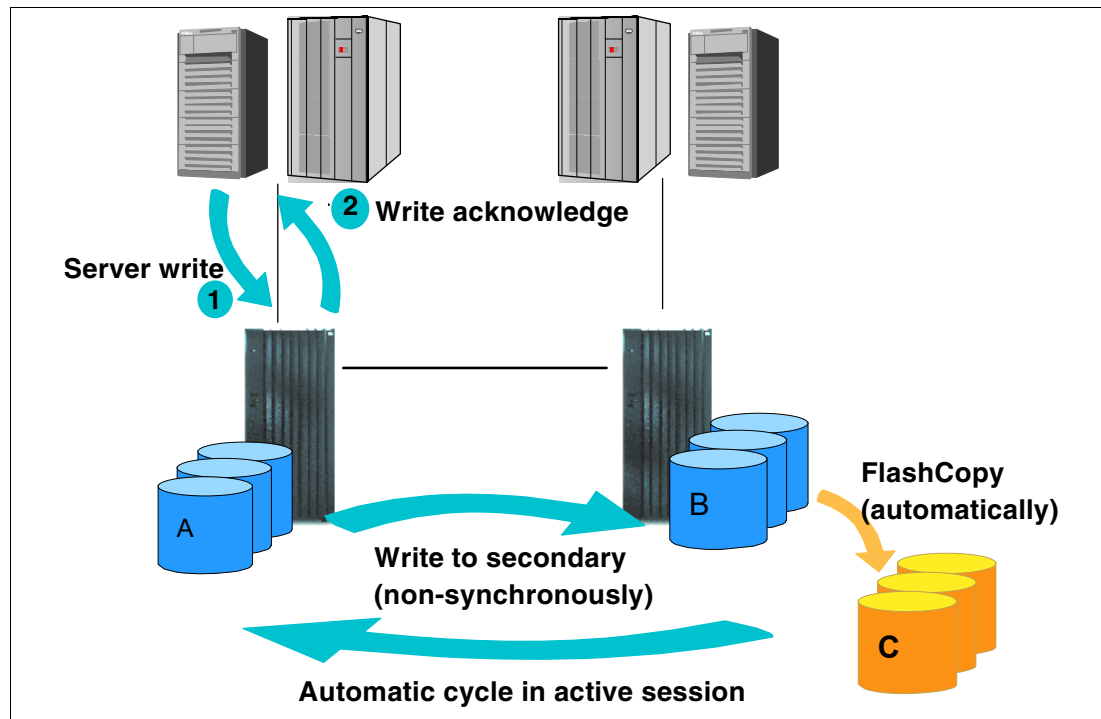 2 Write acknowledge
Server write
1
A
B
FlashCopy
(automatically)
Write to secondary
(non-synchronously)
C
Automatic cycle in active session